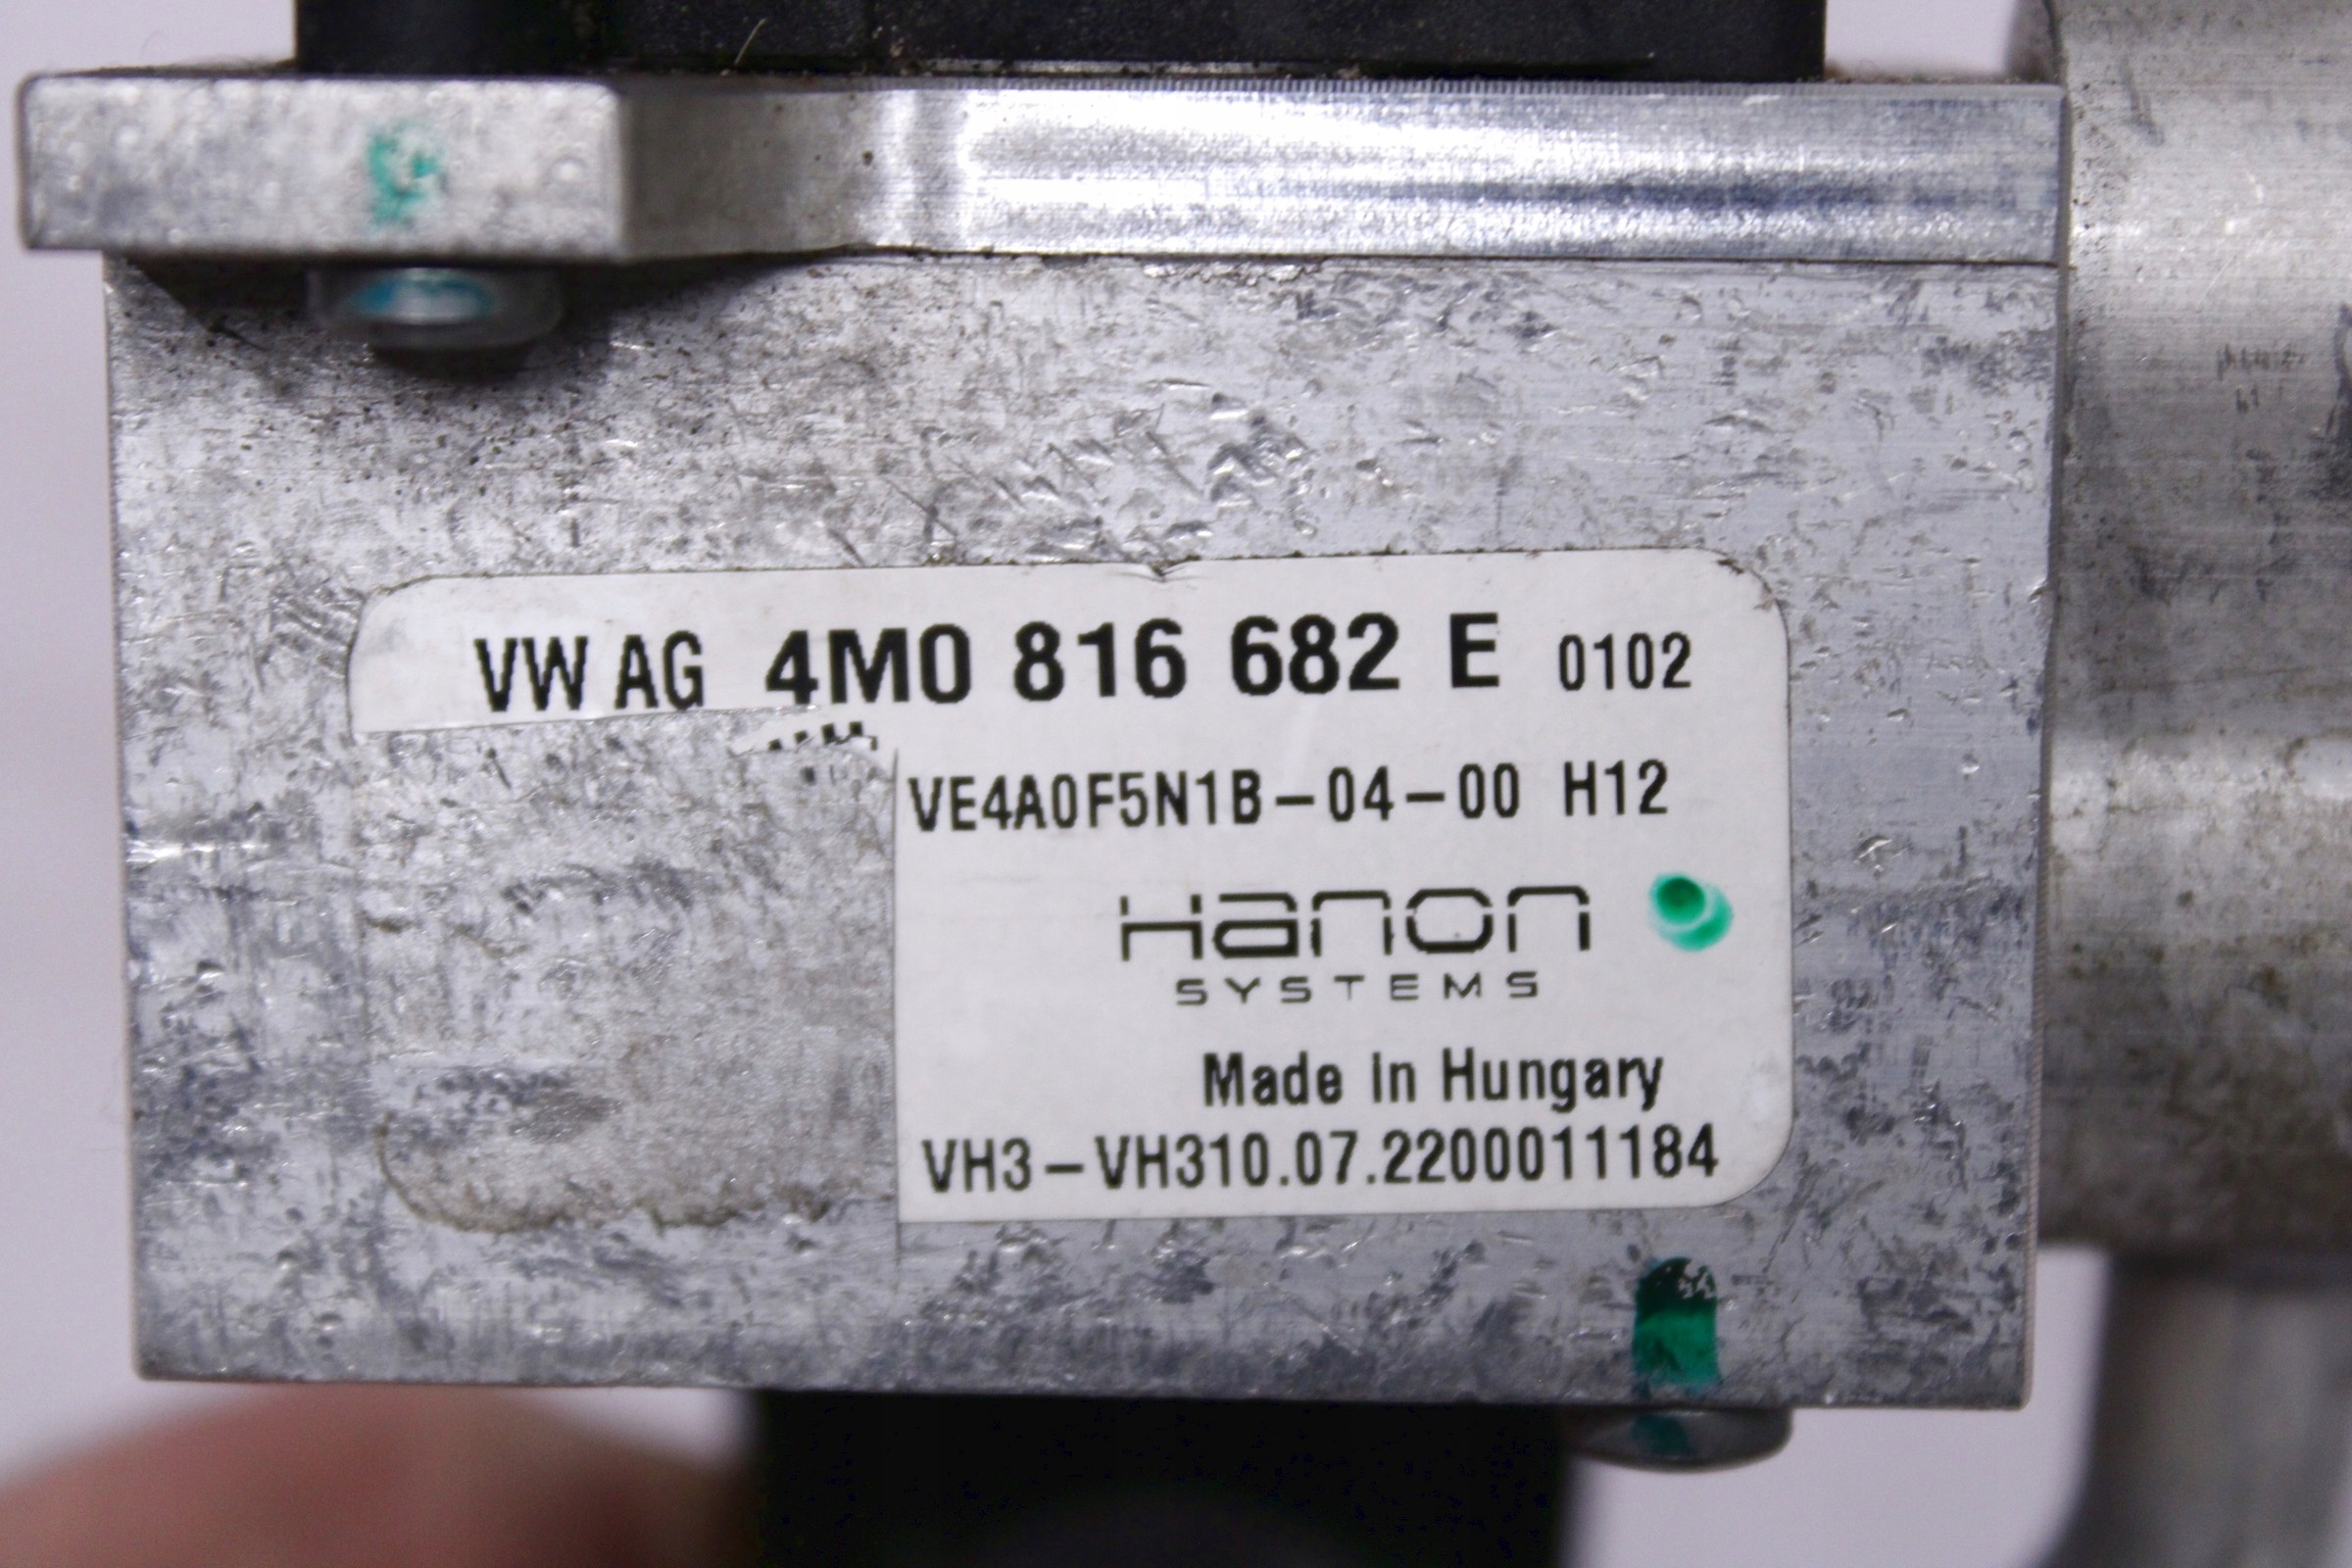 VW AG 4M0 816 682 E 0102
VE4A0F5N1B-04-00 H12
Hanon
SYSTEMS
Made In Hungary
VH3-VH310.07.2200011184